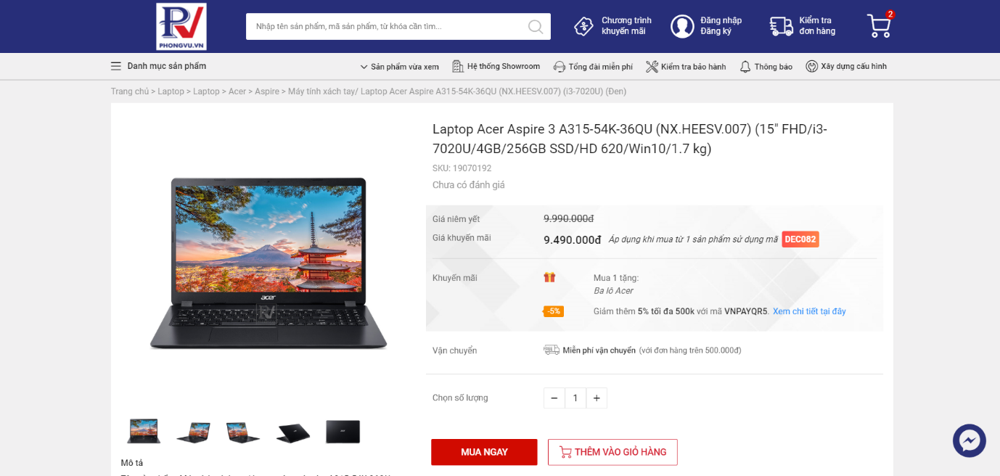 PHONGVU.VN
Nhập tên sản phẩm, mã sản phẩm, từ khóa cần tìm...
Chương trình
khuyến mãi
Đăng nhập
Đăng ký
Kiểm tra
đơn hàng
2
Danh mục sản phẩm
Sản phẩm vừa xem
Hệ thống Showroom
Tổng đài miễn phí
Kiểm tra bảo hành
Thông báo
Xây dựng cấu hình
Trang chủ > Laptop > Laptop > Acer > Aspire > Máy tính xách tay/ Laptop Acer Aspire A315-54K-36QU (NX.HEESV.007) (i3-7020U) (Đen)
Laptop Acer Aspire 3 A315-54K-36QU (NX.HEESV.007) (15" FHD/i3-
7020U/4GB/256GB SSD/HD 620/Win10/1.7 kg)
SKU: 19070192
Chưa có đánh giá
Giá niêm yết 9.990.000đ
Giá khuyến mãi 9.490.000đ Áp dụng khi mua từ 1 sản phẩm sử dụng mã DEC082
Khuyến mãi Mua 1 tặng:
Ba lô Acer
-5% Giảm thêm 5% tối đa 500k với mã VNPAYQR5. Xem chi tiết tại đây
Vận chuyển FREE Miễn phí vận chuyển (với đơn hàng trên 500.000đ)
Chọn số lượng − 1 +
MUA NGAY
THÊM VÀO GIỎ HÀNG
acer
Mô tả